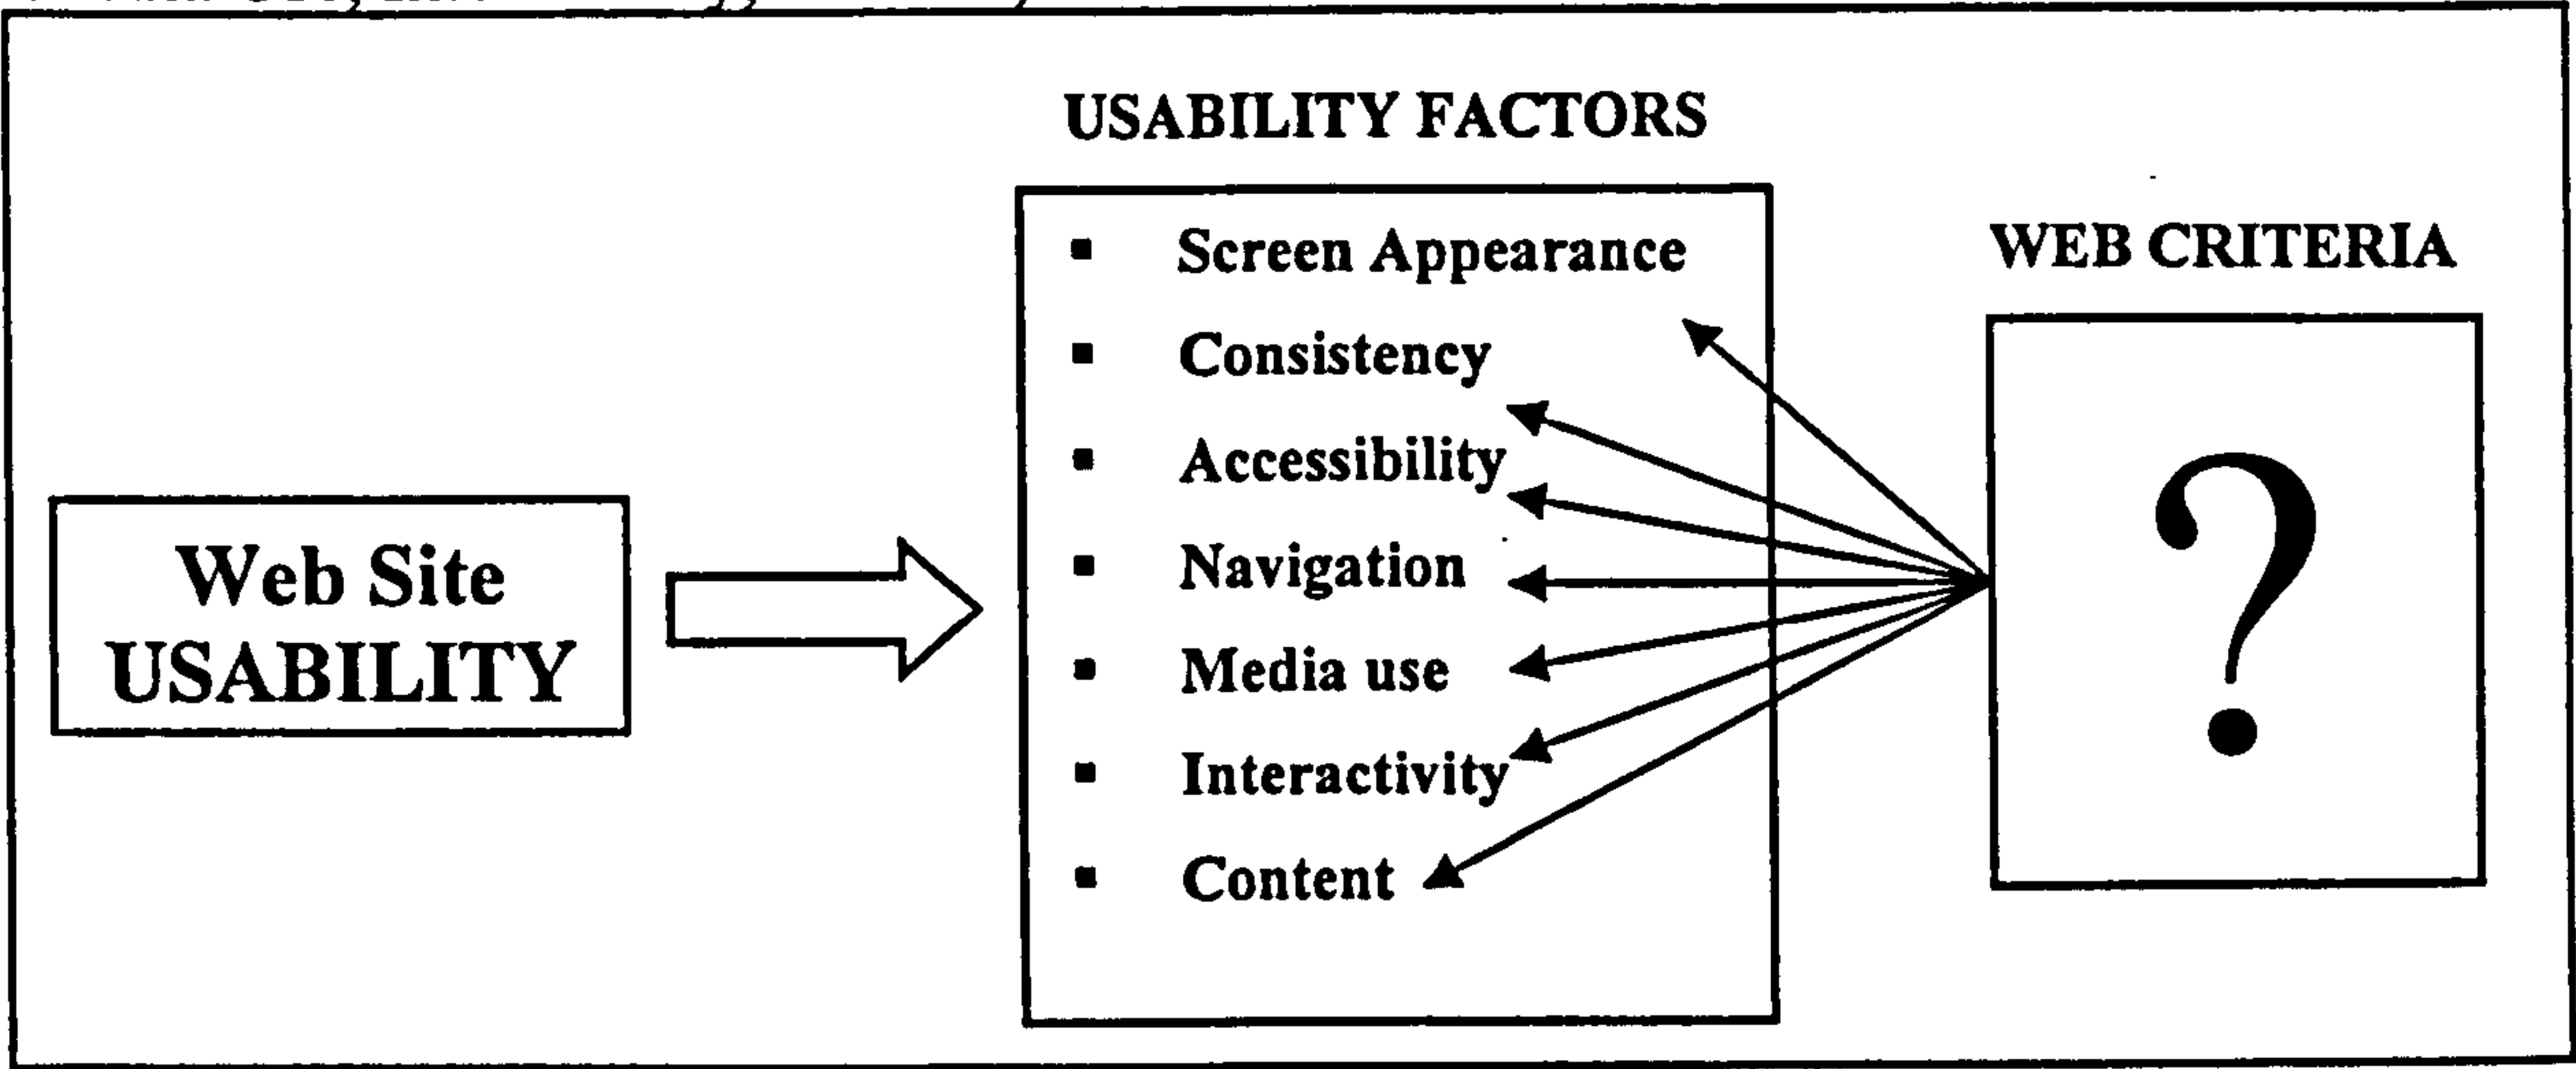 USABILITY FACTORS
▪ Screen Appearance
▪ Consistency
▪ Accessibility
▪ Navigation
▪ Media use
▪ Interactivity
▪ Content
WEB CRITERIA
?
Web Site
USABILITY